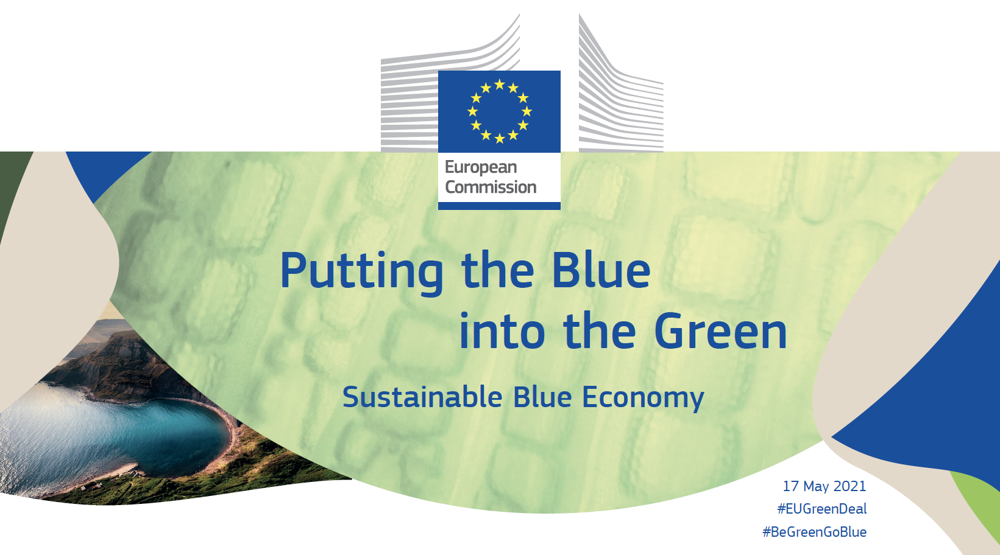 European
Commission
Putting the Blue
into the Green
Sustainable Blue Economy
17 May 2021
#EUGreenDeal
#BeGreenGoBlue